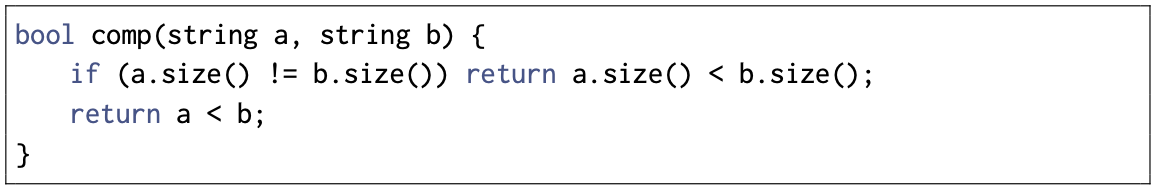 bool comp(string a, string b) {
    if (a.size() != b.size()) return a.size() < b.size();
    return a < b;
}